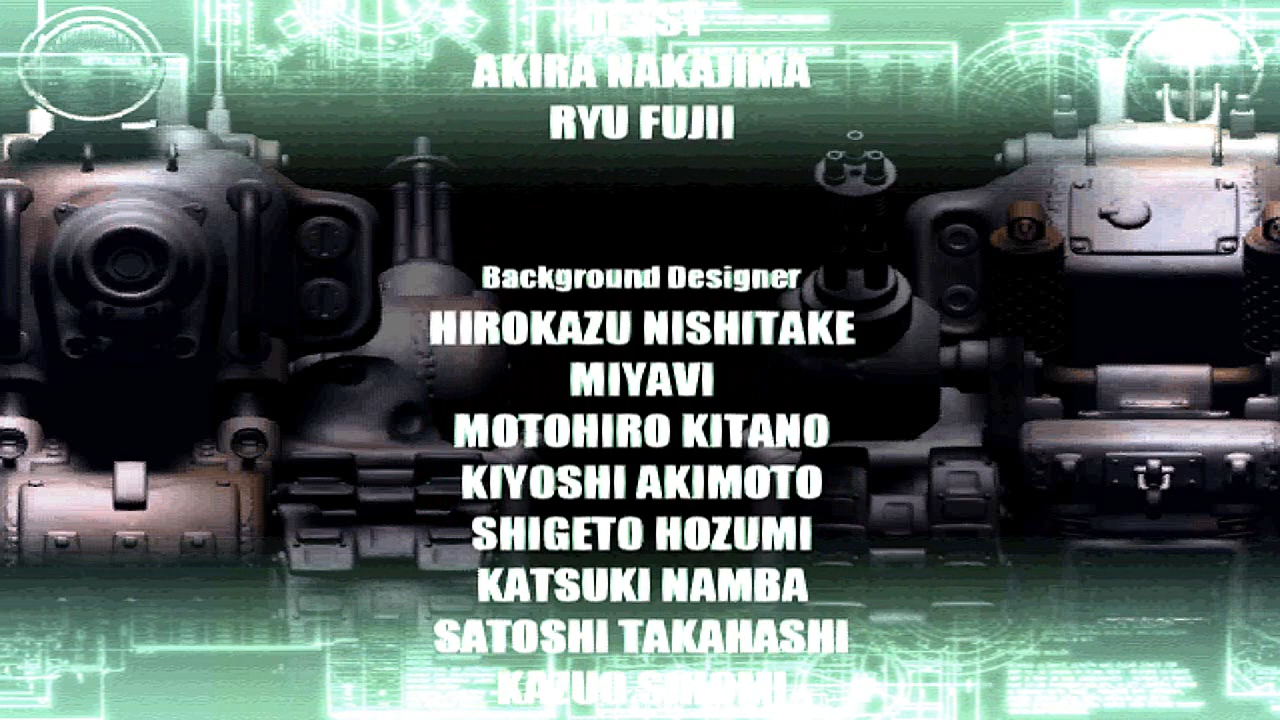 AKIRA NAKAJIMA
RYU FUJII
Background Designer
HIROKAZU NISHITAKE
MIYAVI
MOTOHIRO KITANO
KIYOSHI AKIMOTO
SHIGETO HOZUMI
KATSUKI NAMBA
SATOSHI TAKAHASHI
KAZUO